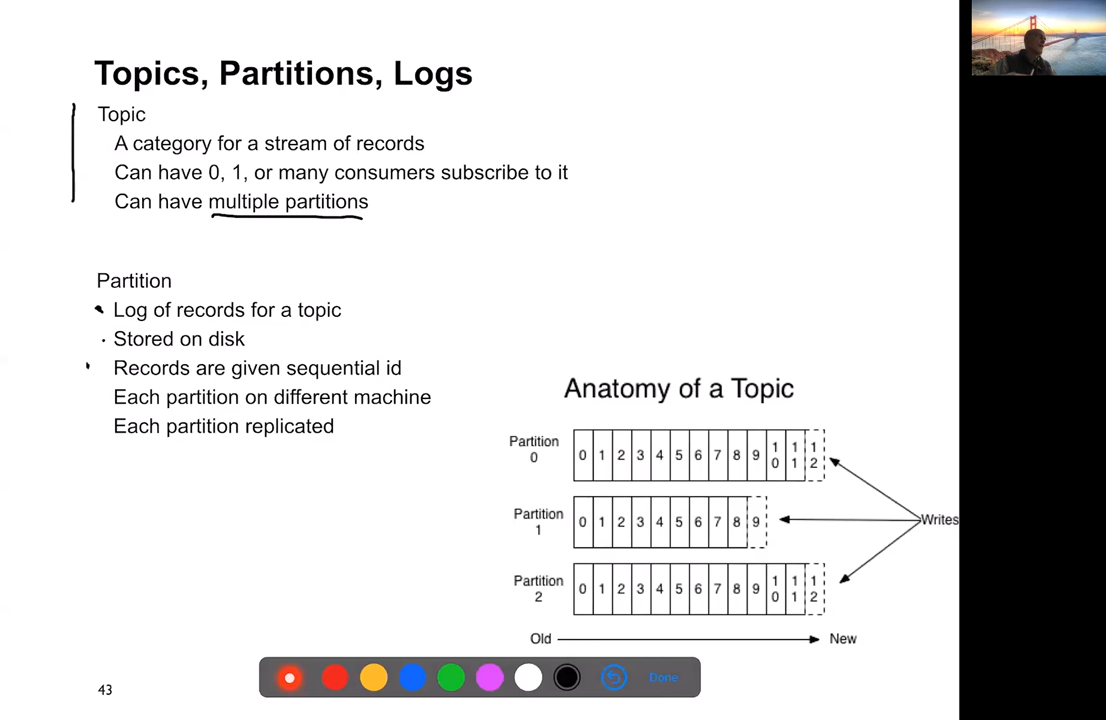 Topics, Partitions, Logs
Topic
A category for a stream of records
Can have 0, 1, or many consumers subscribe to it
Can have multiple partitions
Partition
Log of records for a topic
Stored on disk
Records are given sequential id
Each partition on different machine
Each partition replicated
Anatomy of a Topic
Partition 0
0 1 2 3 4 5 6 7 8 9 10 11 12
Partition 1
0 1 2 3 4 5 6 7 8 9
Writes
Partition 2
0 1 2 3 4 5 6 7 8 9 10 11 12
Old
New
Done
43